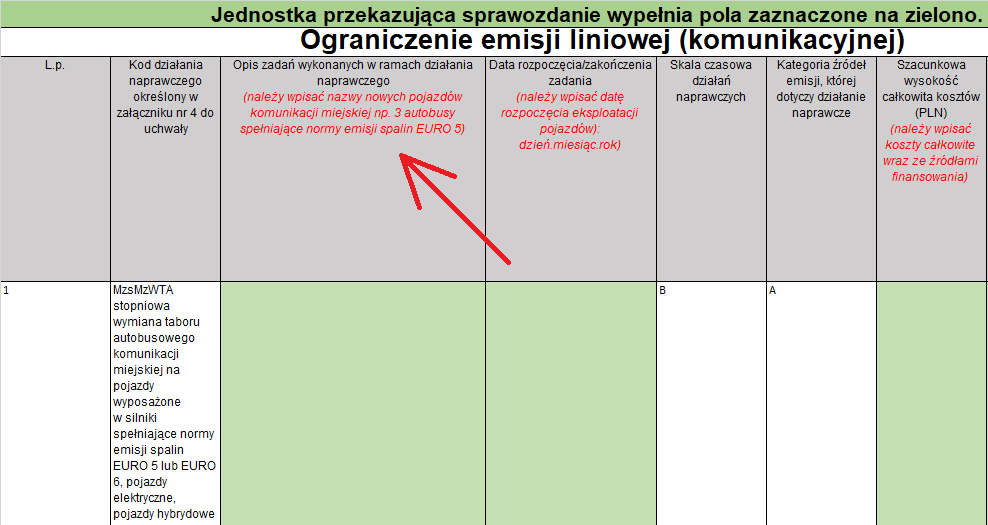 Jednostka przekazująca sprawozdanie wypełnia pola zaznaczone na zielono.
Ograniczenie emisji liniowej (komunikacyjnej)
L.p.
Kod działania
naprawczego
określony w
załączniku nr 4 do
uchwały
Opis zadań wykonanych w ramach działania
naprawczego
(należy wpisać nazwy nowych pojazdów
komunikacji miejskiej np. 3 autobusy
spełniające normy emisji spalin EURO 5)
Data rozpoczęcia/zakończenia
zadania
(należy wpisać datę
rozpoczęcia eksploatacji
pojazdów):
dzień.miesiąc.rok)
Skala czasowa
działań
naprawczych
Kategoria źródeł
emisji, której
dotyczy działanie
naprawcze
Szacunkowa
wysokość
całkowita kosztów
(PLN)
(należy wpisać
koszty całkowite
wraz ze źródłami
finansowania)
1
MzsMzWTA
stopniowa
wymiana taboru
autobusowego
komunikacji
miejskiej na
pojazdy
wyposażone
w silniki
spełniające normy
emisji spalin
EURO 5 lub EURO
6, pojazdy
elektryczne,
pojazdy hybrydowe
B
A